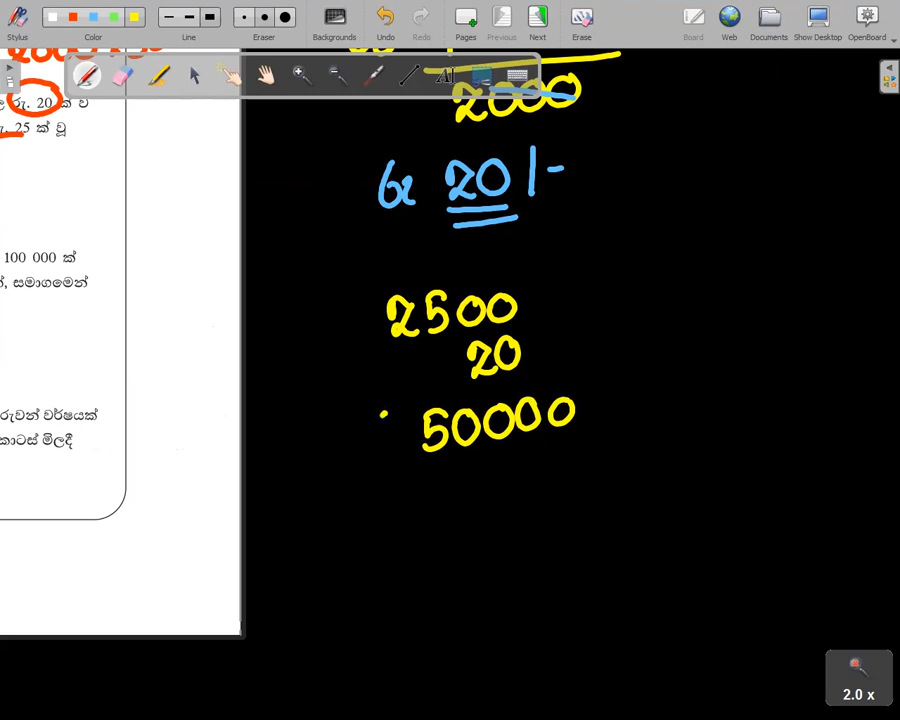 Stylus
Color
Line
Eraser
Backgrounds
Undo
Pages
Previous
Next
Erase
Board
Web
Documents
Show Desktop
OpenBoard
රු. 20 ක් ව
25 ක් වූ
100 000 ක්
සමාගමෙන්
රුවන් වර්ෂයක්
කොටස් මිලදී
2000
රු 20/-
2500
20
50000
2.0 x